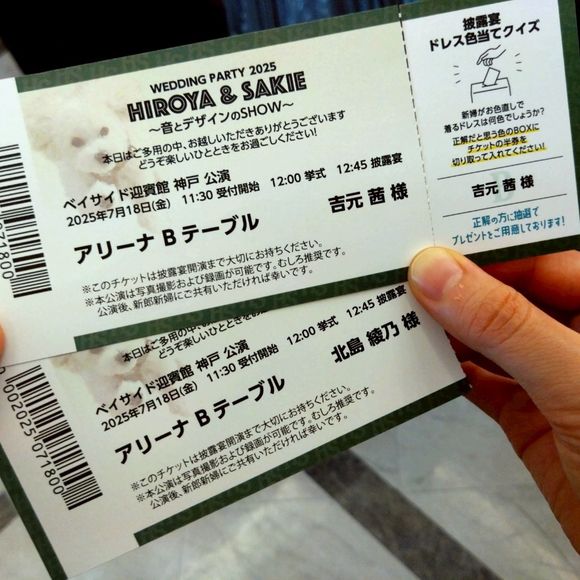 WEDDING PARTY 2025
HIROYA & SAKIE
～音とデザインのSHOW～
本日はご多用の中、お越しいただきありがとうございます
どうぞ楽しいひとときをお過ごしください!
ベイサイド迎賓館 神戸 公演
2025年7月18日(金) 11:30 受付開始 12:00 挙式 12:45 披露宴
アリーナ B テーブル
吉元 茜 様
※このチケットは披露宴開演まで大切にお持ちください。
※本公演は写真撮影および録画が可能です。むしろ推奨です。
公演後、新郎新婦にご共有いただければ幸いです。
071800
披露宴
ドレス色当てクイズ
新婦がお色直しで
着るドレスは何色でしょうか?
正解だと思う色のBOXに
チケットの半券を
切り取って入れてください!
D
吉元 茜 様
正解の方に抽選で
プレゼントをご用意しております!
本日はご多用の中、お越しいただき
どうぞ楽しいひとときをお過ごしください!
ベイサイド迎賓館 神戸 公演
2025年7月18日(金) 11:30 受付開始 12:00 挙式 12:45 披露宴
アリーナ B テーブル
北島 綾乃 様
※このチケットは披露宴開演まで大切にお持ちください。
※本公演は写真撮影および録画が可能です。むしろ推奨です。
公演後、新郎新婦にご共有いただければ幸いです。
002025071800